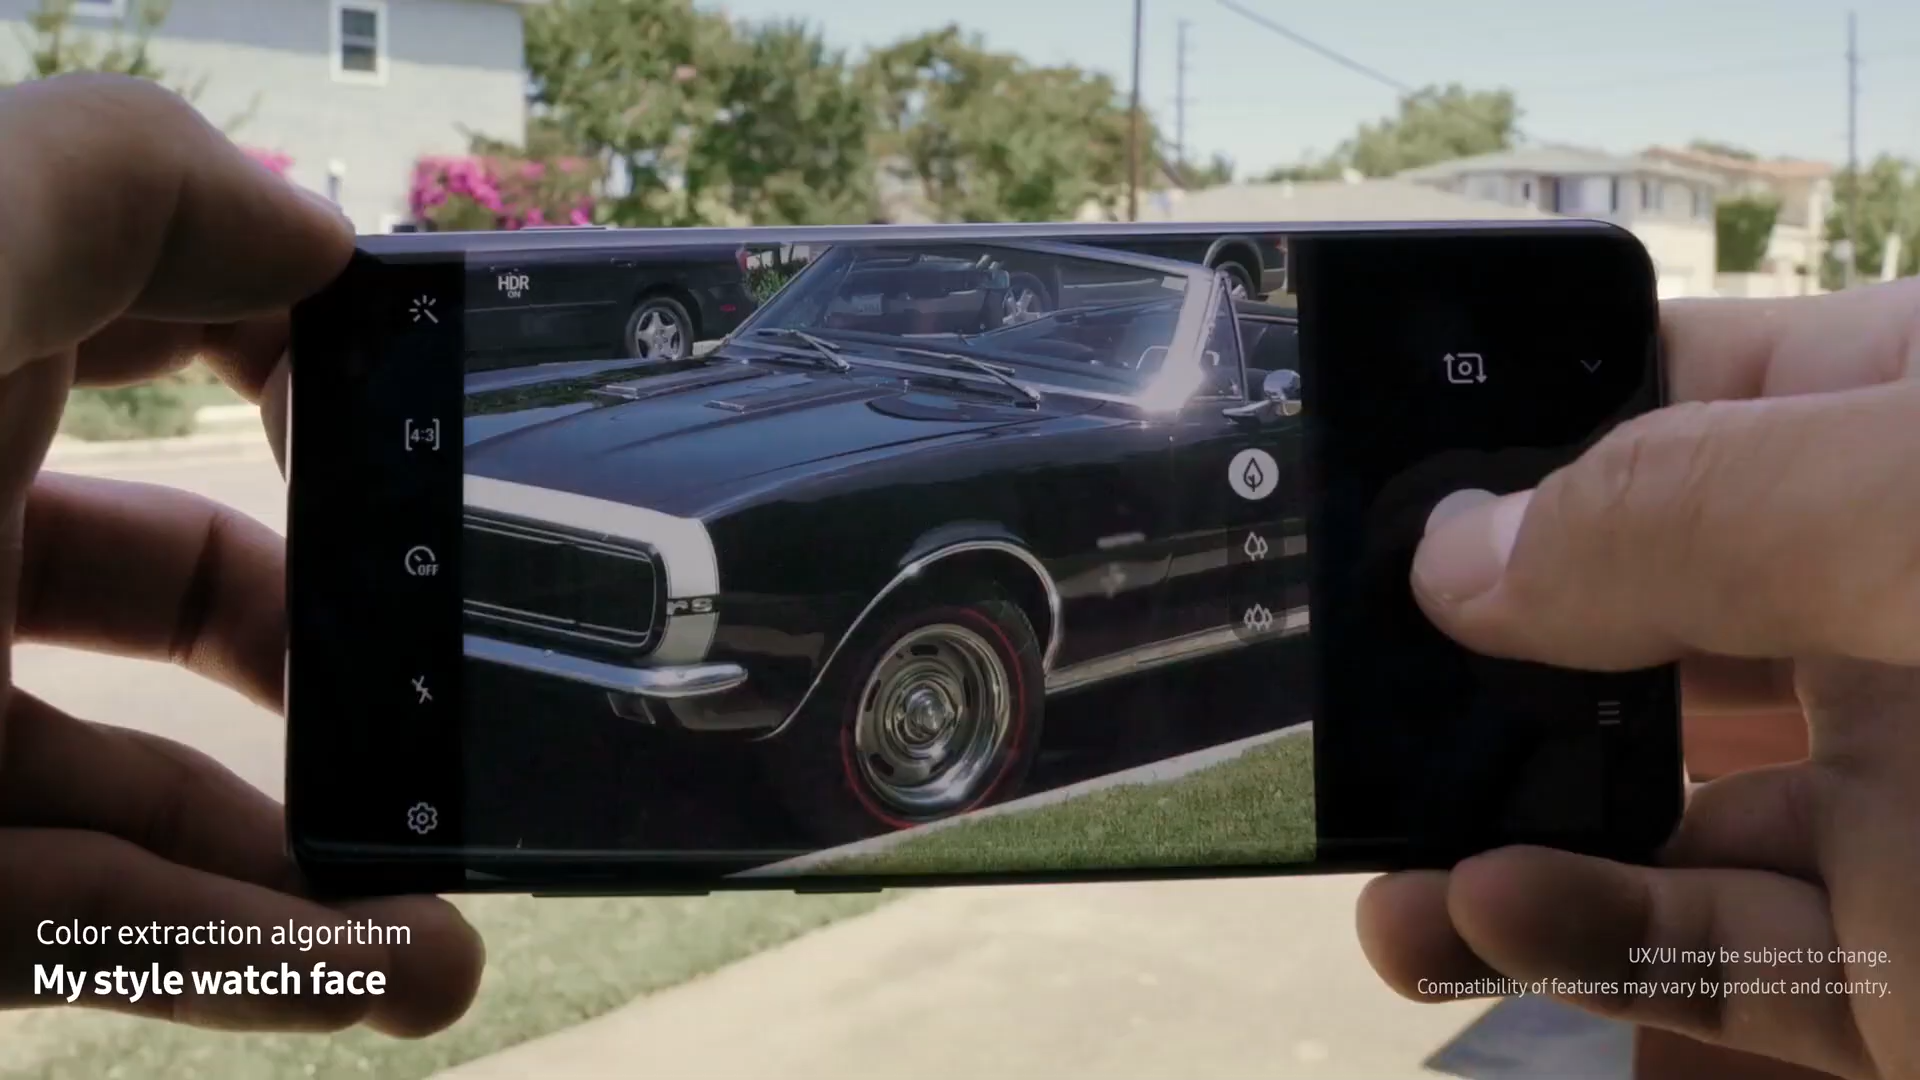 HDR
ON
4:3
OFF
rs
Color extraction algorithm
My style watch face
UX/UI may be subject to change.
Compatibility of features may vary by product and country.